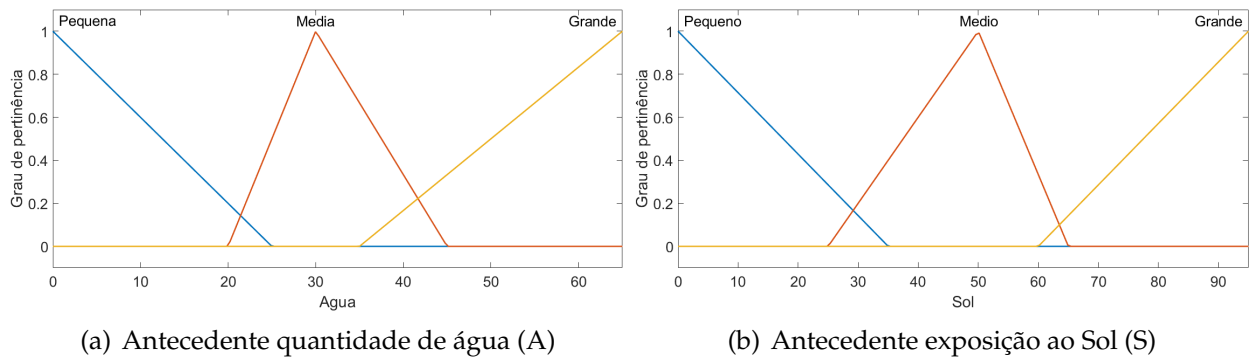 Pequena Media Grande
1
0.8
0.6
0.4
0.2
0
Grau de pertinência
0 10 20 30 40 50 60
Agua
(a) Antecedente quantidade de água (A)
Pequeno Medio Grande
1
0.8
0.6
0.4
0.2
0
Grau de pertinência
0 10 20 30 40 50 60 70 80 90
Sol
(b) Antecedente exposição ao Sol (S)